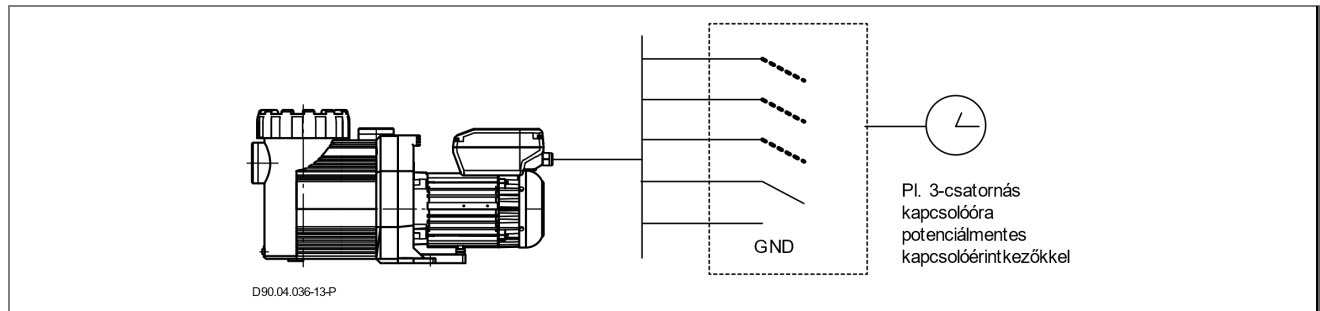 Pl. 3-csatornás
kapcsolóóra
potenciálmentes
kapcsolóérintkezőkkel
GND
D90.04.036-13-P